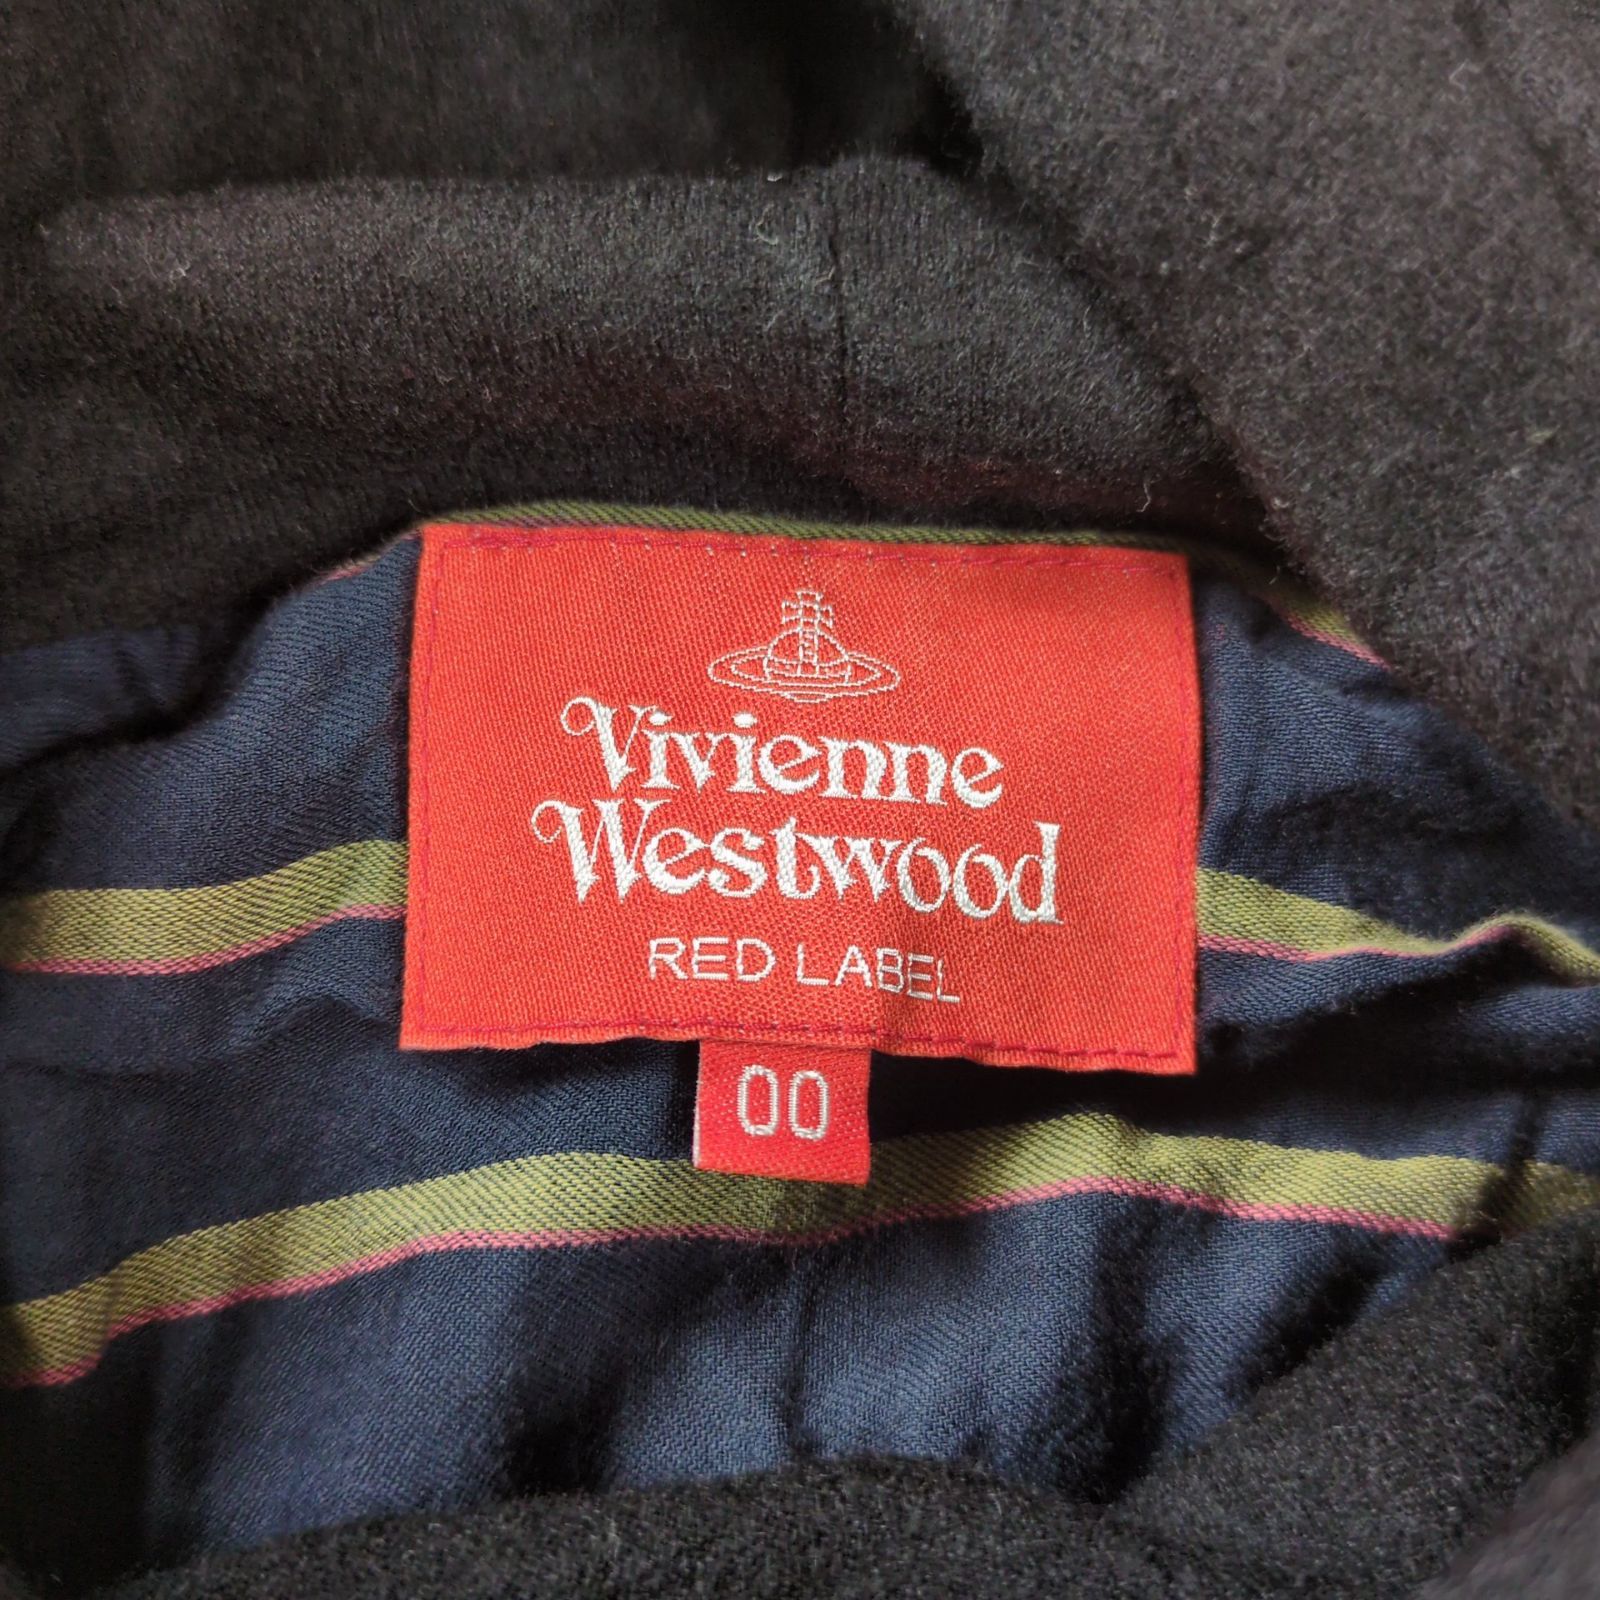 Vivienne
Westwood
RED LABEL
00